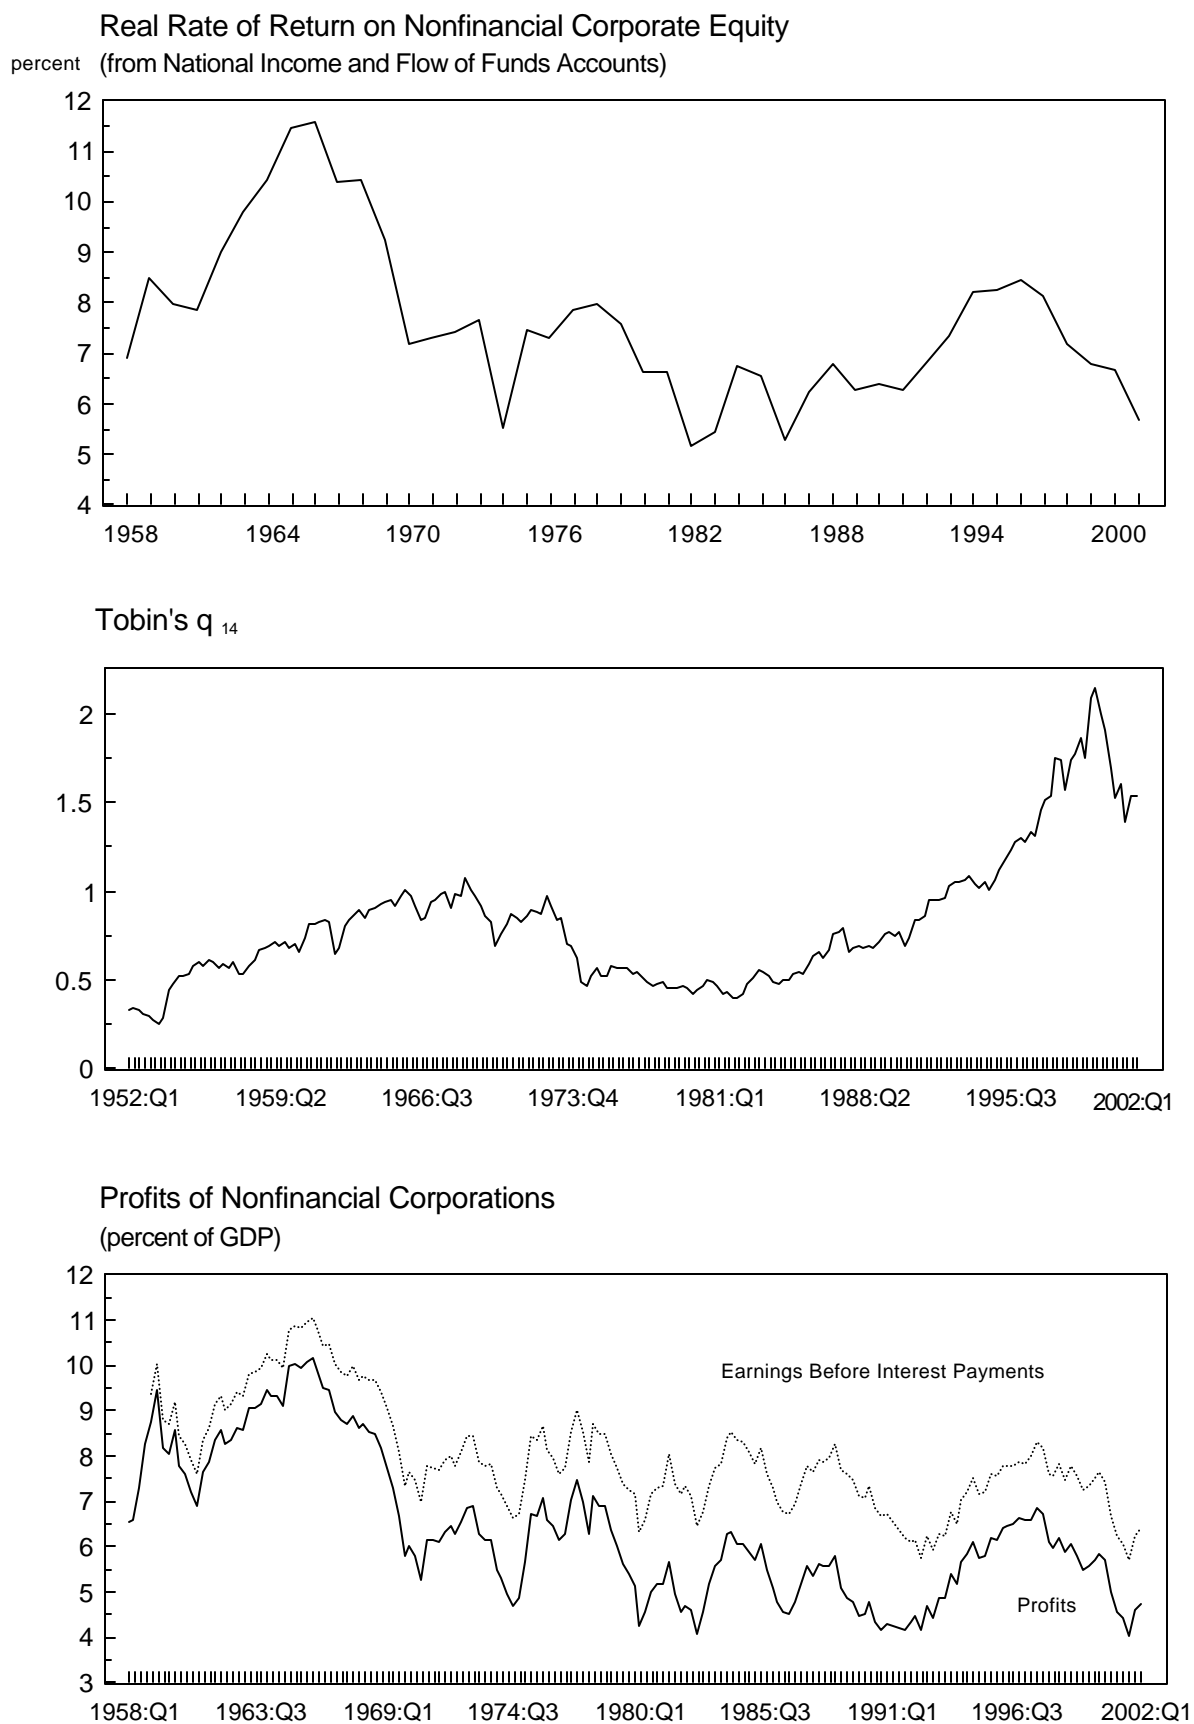 Real Rate of Return on Nonfinancial Corporate Equity
percent (from National Income and Flow of Funds Accounts)
12
11
10
9
8
7
6
5
4
1958 1964 1970 1976 1982 1988 1994 2000
Tobin's q 14
2
1.5
1
0.5
0
1952:Q1 1959:Q2 1966:Q3 1973:Q4 1981:Q1 1988:Q2 1995:Q3 2002:Q1
Profits of Nonfinancial Corporations
(percent of GDP)
12
11
10
Earnings Before Interest Payments
9
8
7
6
5
Profits
4
3
1958:Q1 1963:Q3 1969:Q1 1974:Q3 1980:Q1 1985:Q3 1991:Q1 1996:Q3 2002:Q1